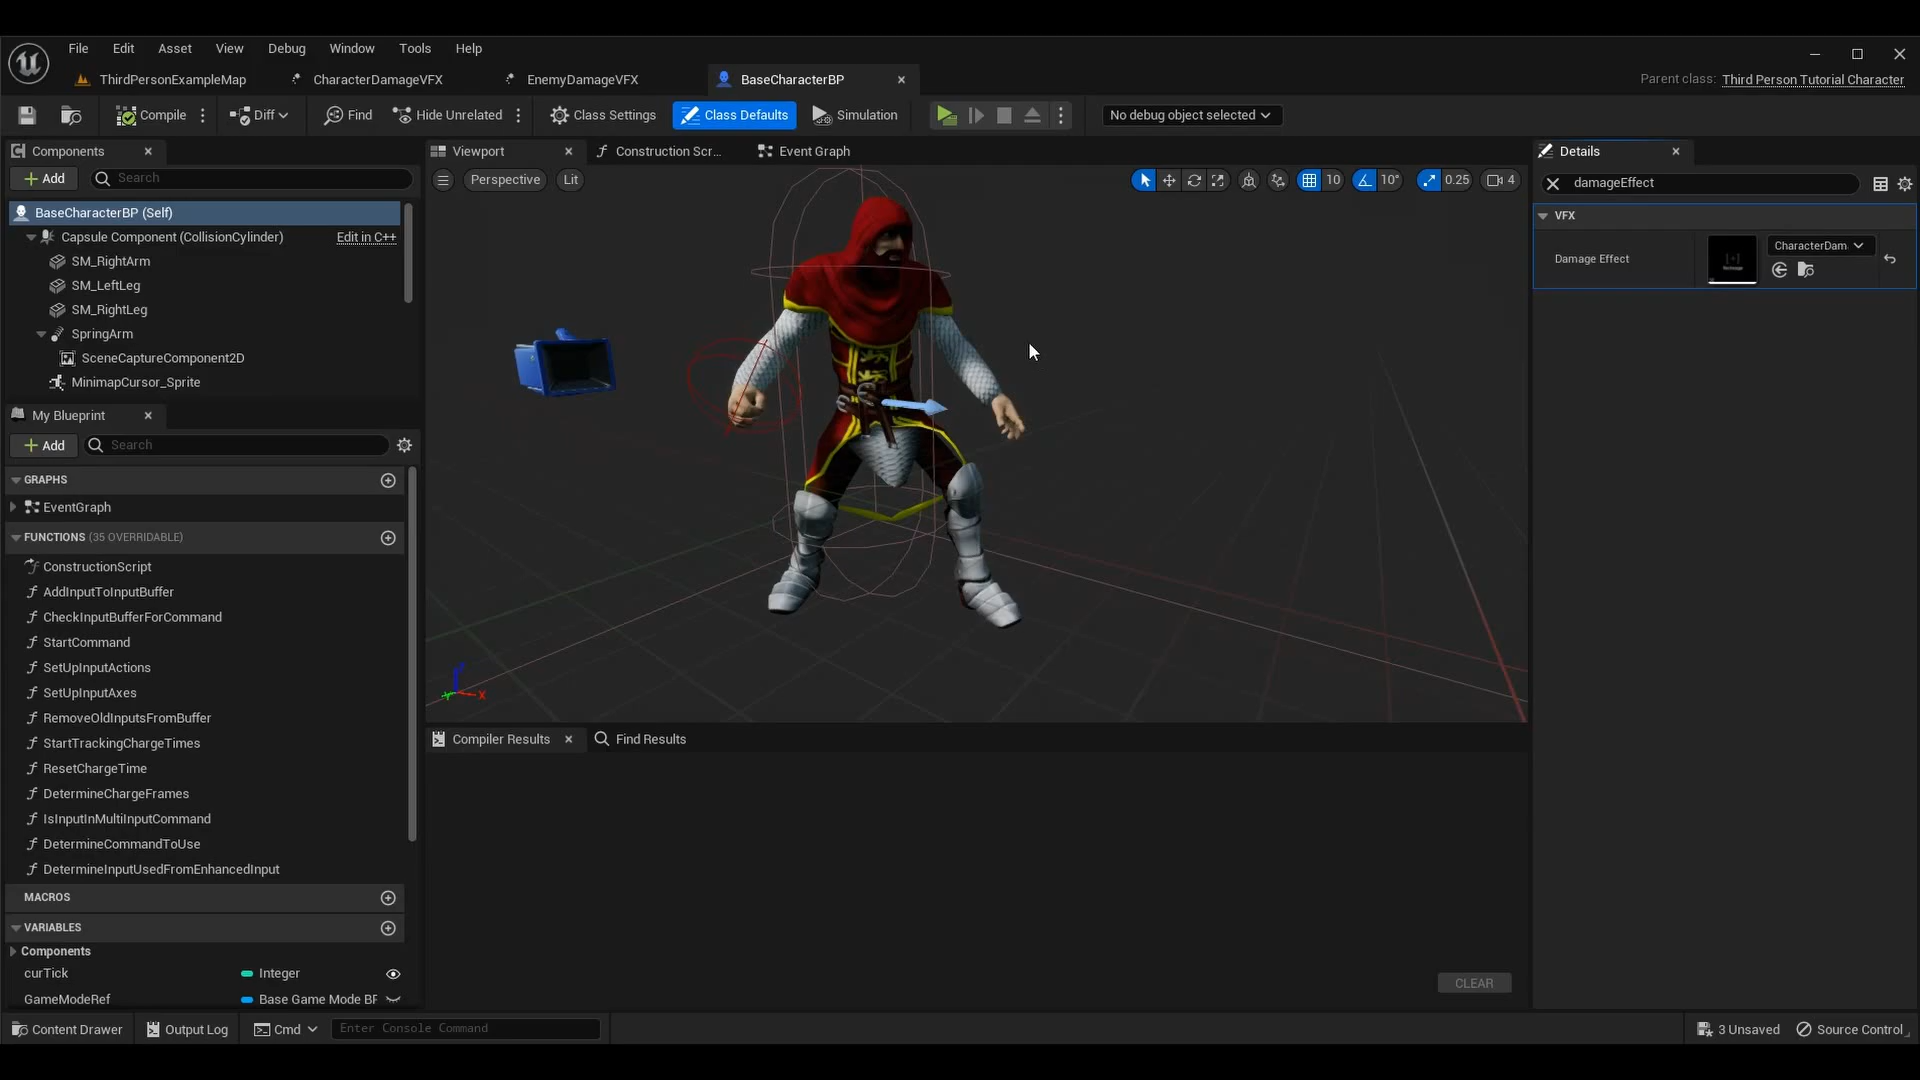 File Edit Asset View Debug Window Tools Help
ThirdPersonExampleMap CharacterDamageVFX EnemyDamageVFX BaseCharacterBP
Parent class: Third Person Tutorial Character
Compile Diff Find Hide Unrelated Class Settings Class Defaults Simulation No debug object selected
Components
Add Search
BaseCharacterBP (Self)
Capsule Component (CollisionCylinder) Edit in C++
SM_RightArm
SM_LeftLeg
SM_RightLeg
SpringArm
SceneCaptureComponent2D
MinimapCursor_Sprite
My Blueprint
Add Search
GRAPHS
EventGraph
FUNCTIONS (35 OVERRIDABLE)
ConstructionScript
AddInputToInputBuffer
CheckInputBufferForCommand
StartCommand
SetUpInputActions
SetUpInputAxes
RemoveOldInputsFromBuffer
StartTrackingChargeTimes
ResetChargeTime
DetermineChargeFrames
IsInputInMultiInputCommand
DetermineCommandToUse
DetermineInputUsedFromEnhancedInput
MACROS
VARIABLES
Components
curTick Integer
GameModeRef Base Game Mode BP
Viewport Construction Scr... Event Graph
Perspective Lit 10 10° 0.25 4
X
Compiler Results Find Results
CLEAR
Details
damageEffect
VFX
Damage Effect CharacterDam
Content Drawer Output Log Cmd Enter Console Command
3 Unsaved Source Control